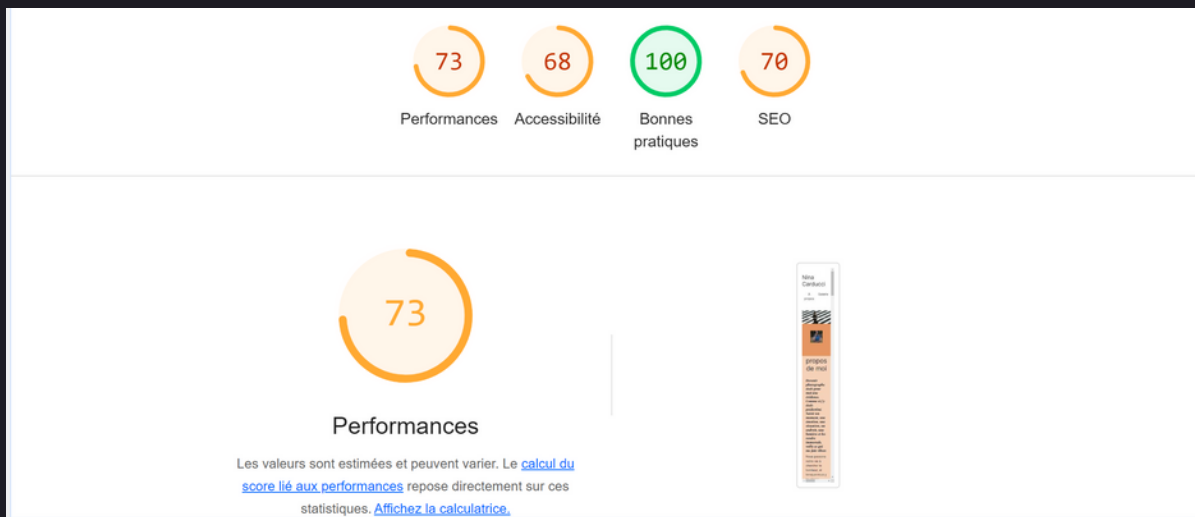 73
68
100
70
Performances
Accessibilité
Bonnes
pratiques
SEO
73
Performances
Les valeurs sont estimées et peuvent varier. Le calcul du
score lié aux performances repose directement sur ces
statistiques. Affichez la calculatrice.
Nina
Carducci
propos
de moi